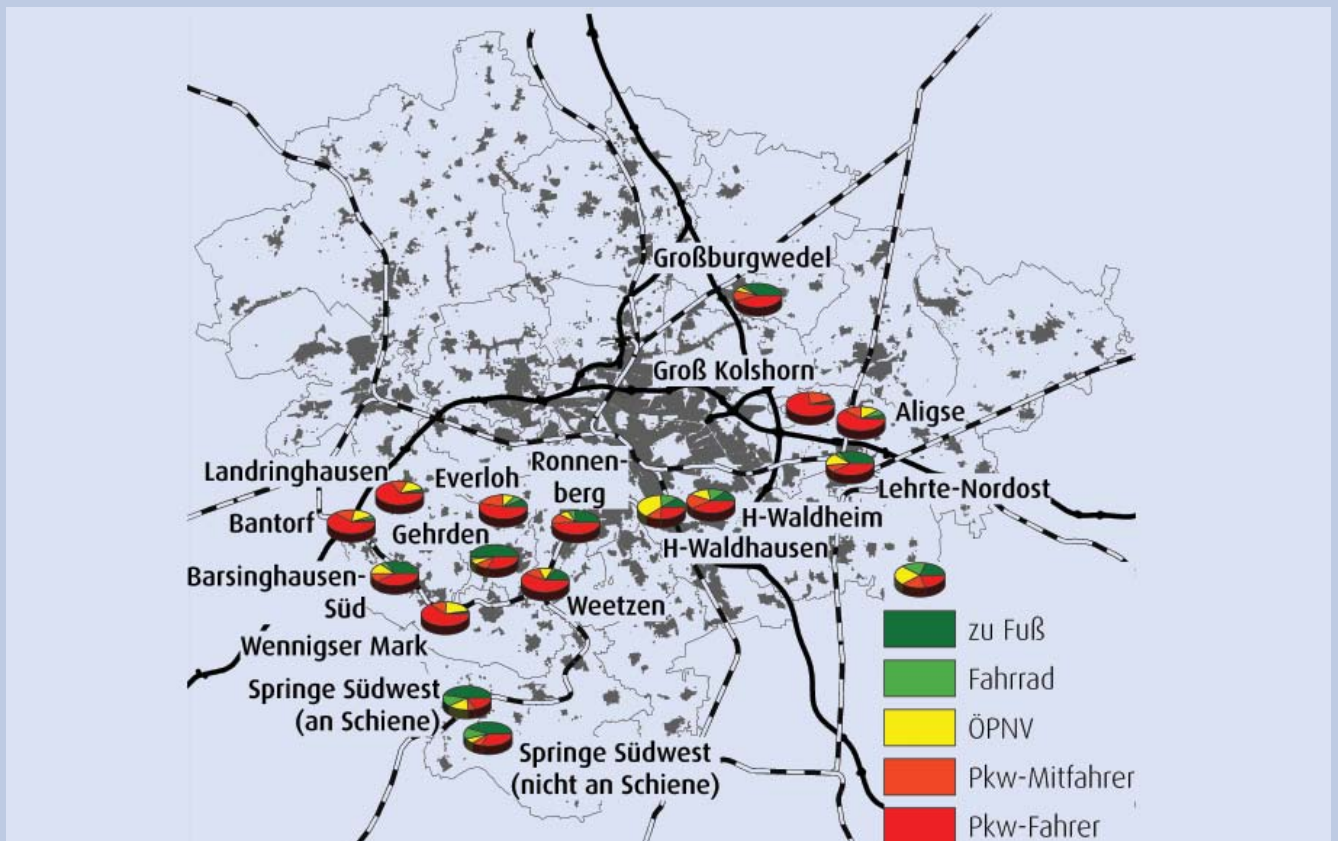 Großburgwedel
Groß Kolshorn
Aligse
Landringhausen
Everloh
Ronnen-
berg
Lehrte-Nordost
Bantorf
Gehrden
H-Waldheim
H-Waldhausen
Barsinghausen-
Süd
Weetzen
Wennigser Mark
Springe Südwest
(an Schiene)
Springe Südwest
(nicht an Schiene)
zu Fuß
Fahrrad
ÖPNV
Pkw-Mitfahrer
Pkw-Fahrer